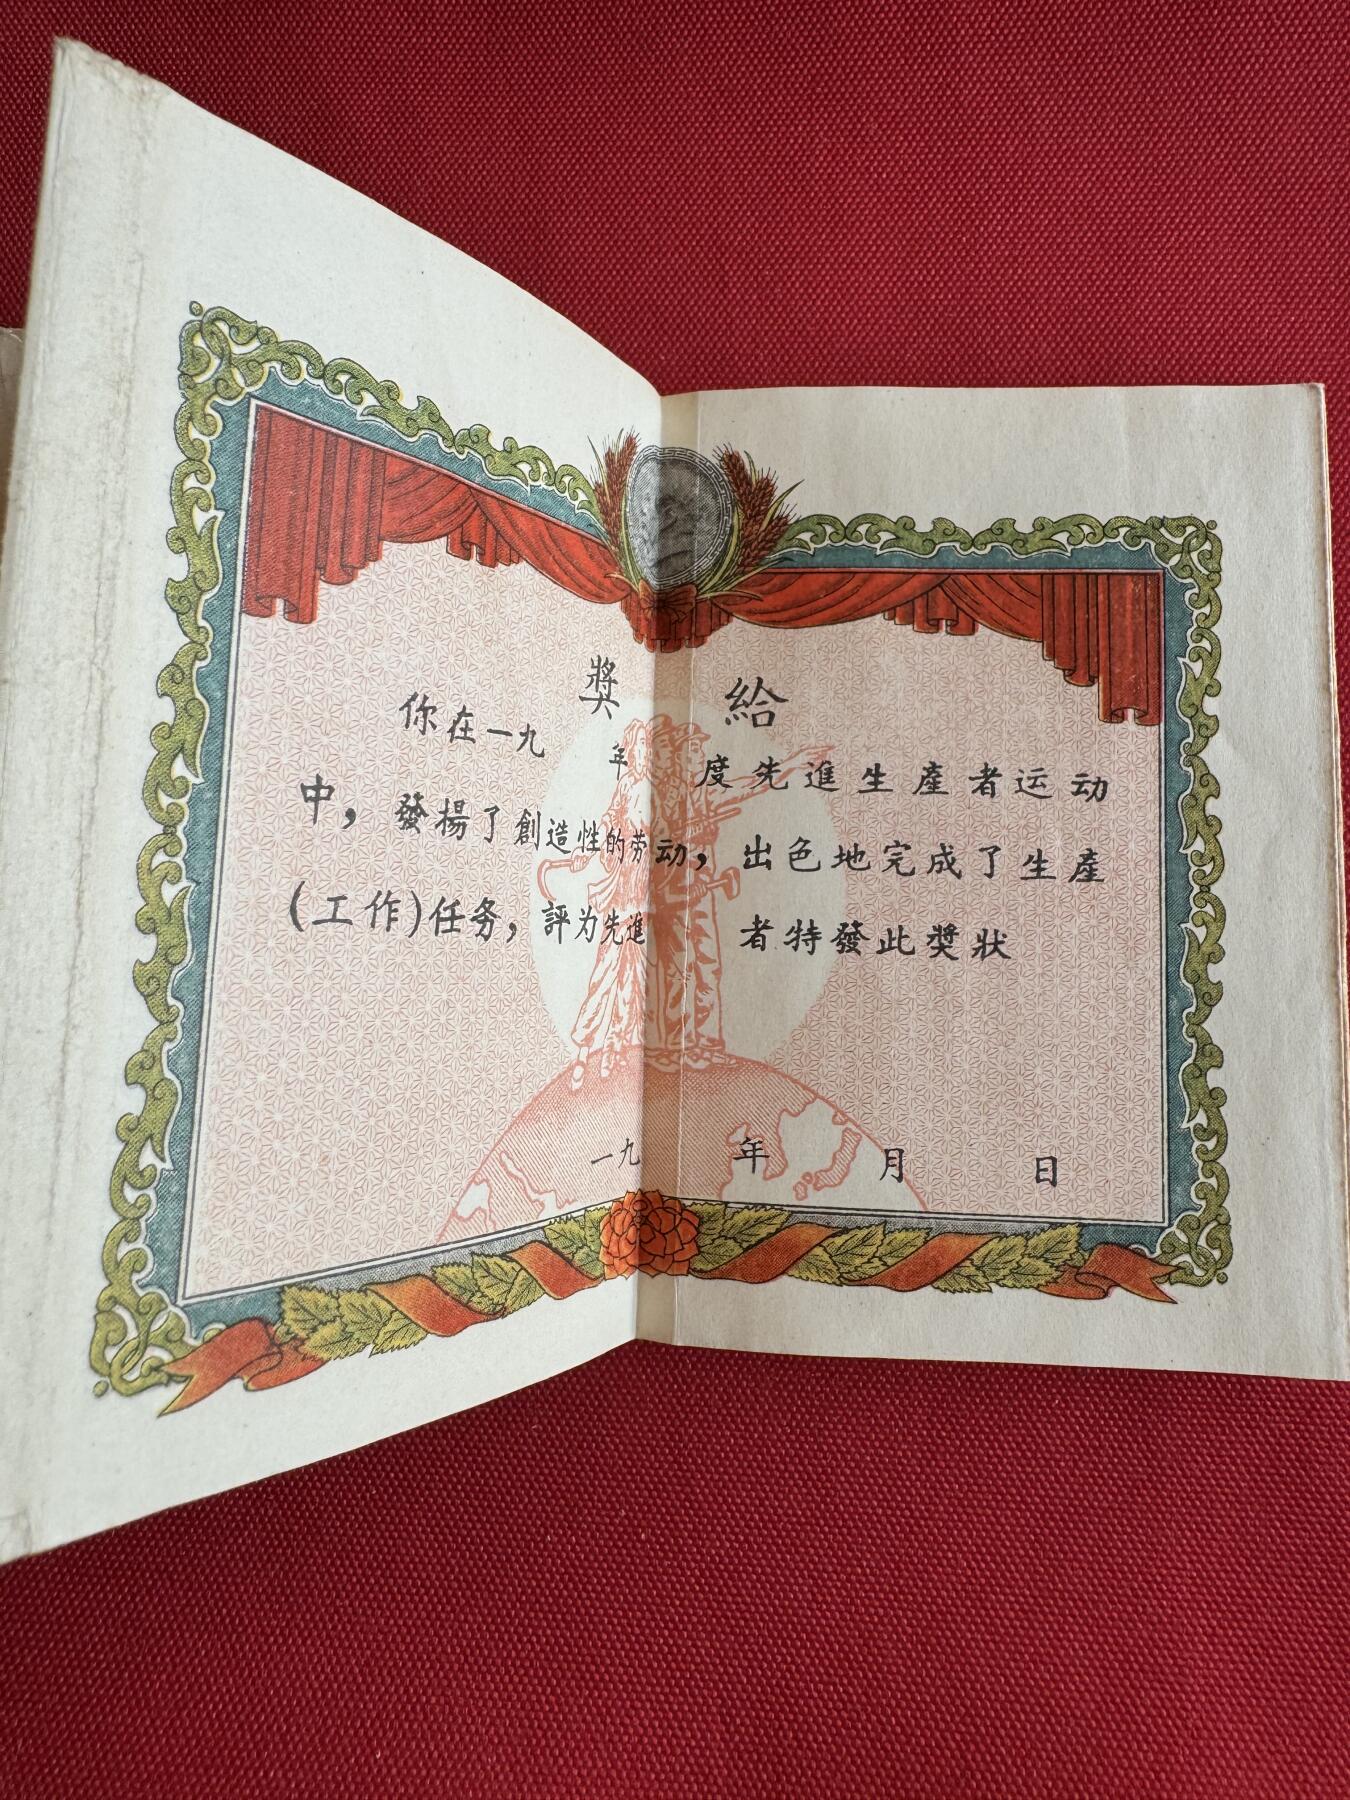 獎給
你在一九 年度先進生產者运动
中，發揚了創造性的劳动，出色地完成了生產
(工作)任务，評为先進 者特發此獎狀
一九 年 月 日